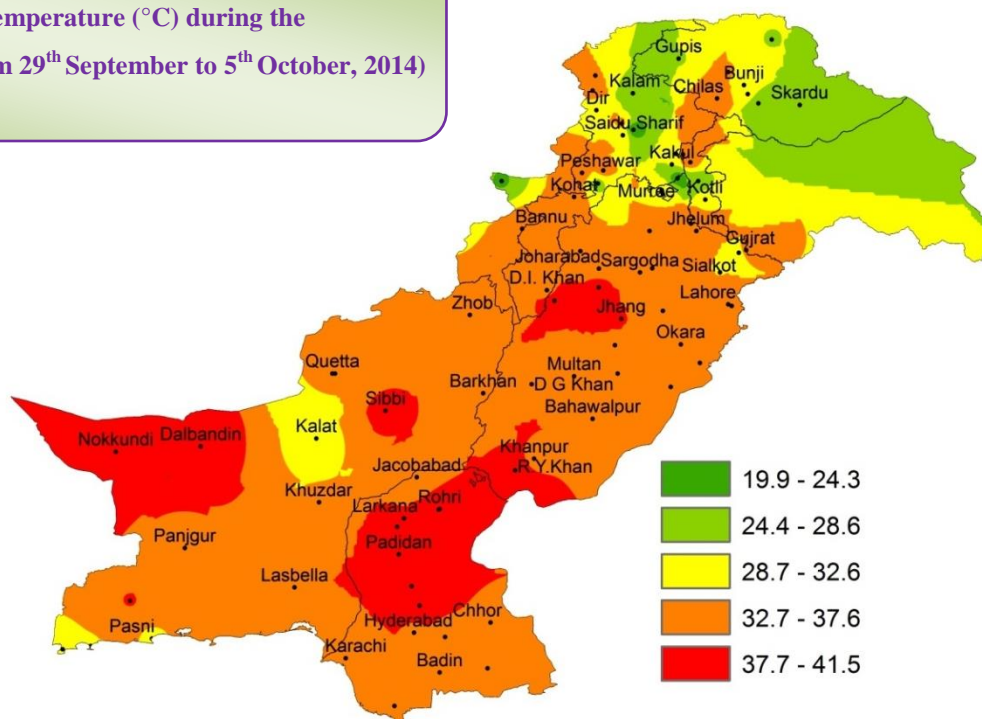 emperature (°C) during the
29th September to 5th October, 2014)
Gupis
Kalam
Chilas
Bunji
Skardu
Dir
Saidu Sharif
Peshawar
Kakul
Kohat
Murree
Kotli
Bannu
Jhelum
Gujrat
Joharabad
Sargodha
Sialkot
D.I. Khan
Lahore
Zhob
Jhang
Okara
Quetta
Multan
Barkhan
D G Khan
Sibbi
Bahawalpur
Kalat
Nokkundi
Dalbandin
Khanpur
Jacobabad
R.Y.Khan
Khuzdar
Rohri
Larkana
Panjgur
Padidan
Lasbella
Chhor
Pasni
Hyderabad
Karachi
Badin
19.9 - 24.3
24.4 - 28.6
28.7 - 32.6
32.7 - 37.6
37.7 - 41.5